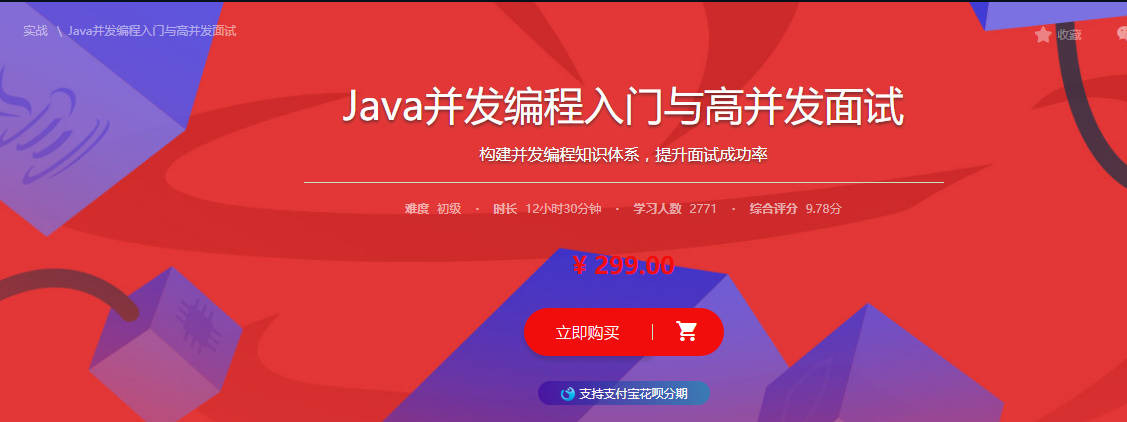 实战 \ Java并发编程入门与高并发面试
收藏
Java并发编程入门与高并发面试
构建并发编程知识体系，提升面试成功率
难度 初级 · 时长 12小时30分钟 · 学习人数 2771 · 综合评分 9.78分
¥ 299.00
立即购买
支持支付宝花呗分期